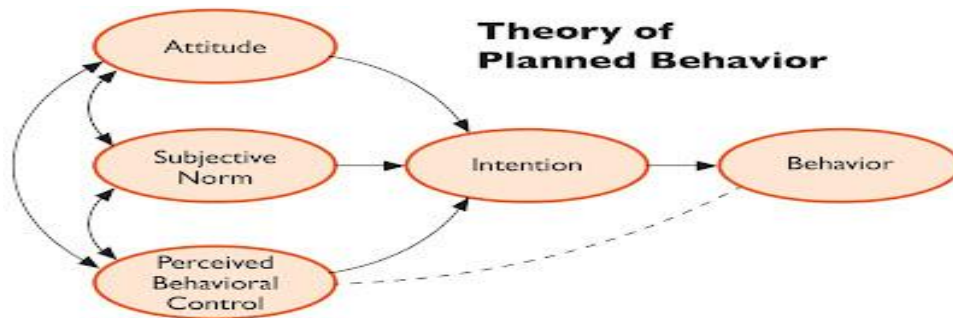 Theory of
Planned Behavior
Attitude
Subjective
Norm
Intention
Behavior
Perceived
Behavioral
Control